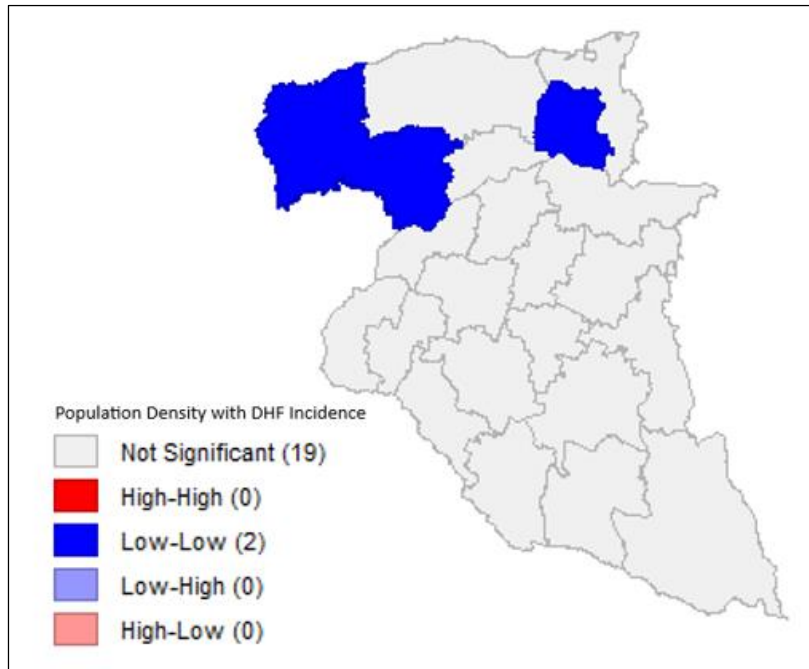 Population Density with DHF Incidence
Not Significant (19)
High-High (0)
Low-Low (2)
Low-High (0)
High-Low (0)